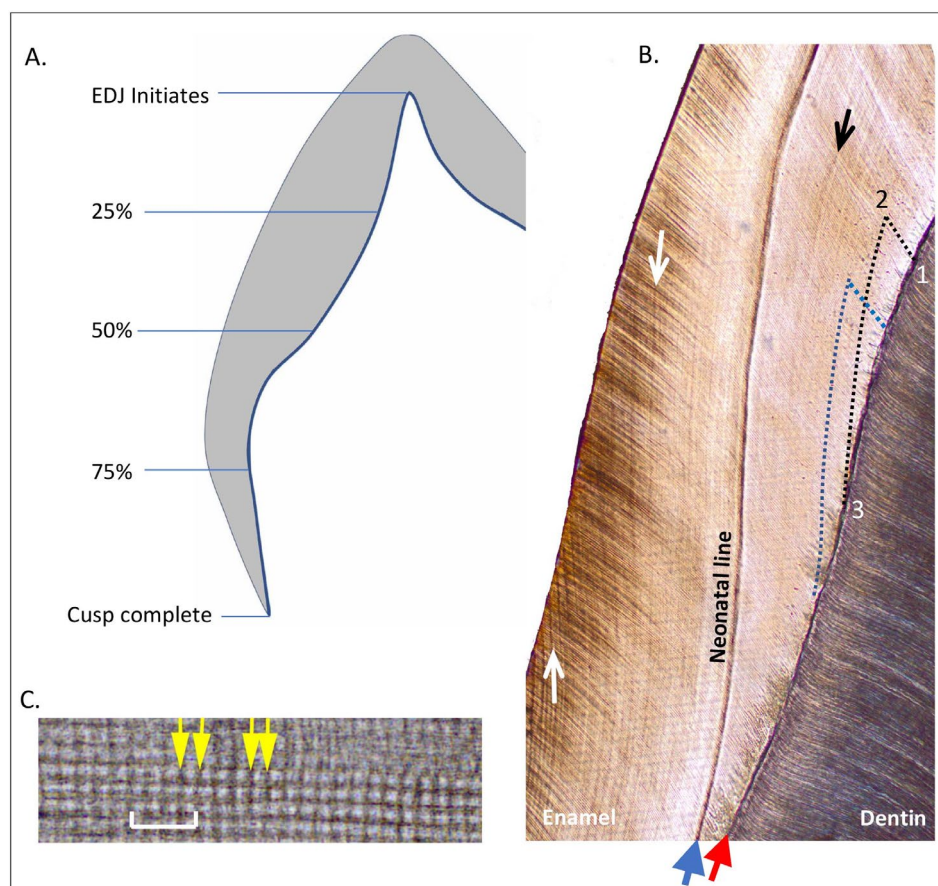 A.
EDJ Initiates
25%
50%
75%
Cusp complete
B.
2
1
3
Neonatal line
Enamel
Dentin
C.